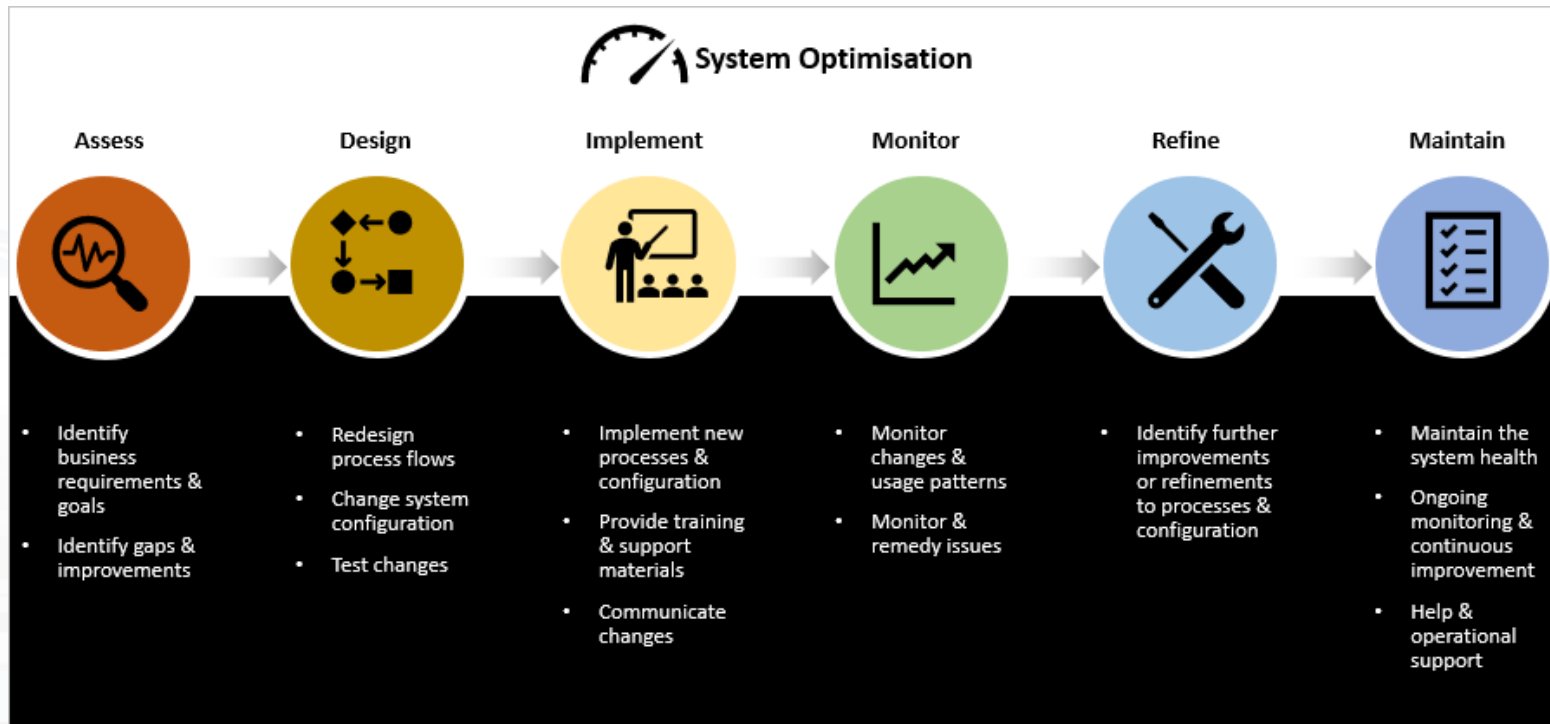 System Optimisation
Assess
Design
Implement
Monitor
Refine
Maintain
• Identify
business
requirements &
goals
• Identify gaps &
improvements
• Redesign
process flows
• Change system
configuration
• Test changes
• Implement new
processes &
configuration
• Provide training
& support
materials
• Communicate
changes
• Monitor
changes &
usage patterns
• Monitor &
remedy issues
• Identify further
improvements
or refinements
to processes &
configuration
• Maintain the
system health
• Ongoing
monitoring &
continuous
improvement
• Help &
operational
support